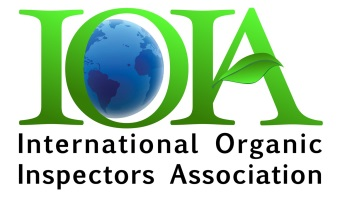 IOIA
International Organic
Inspectors Association